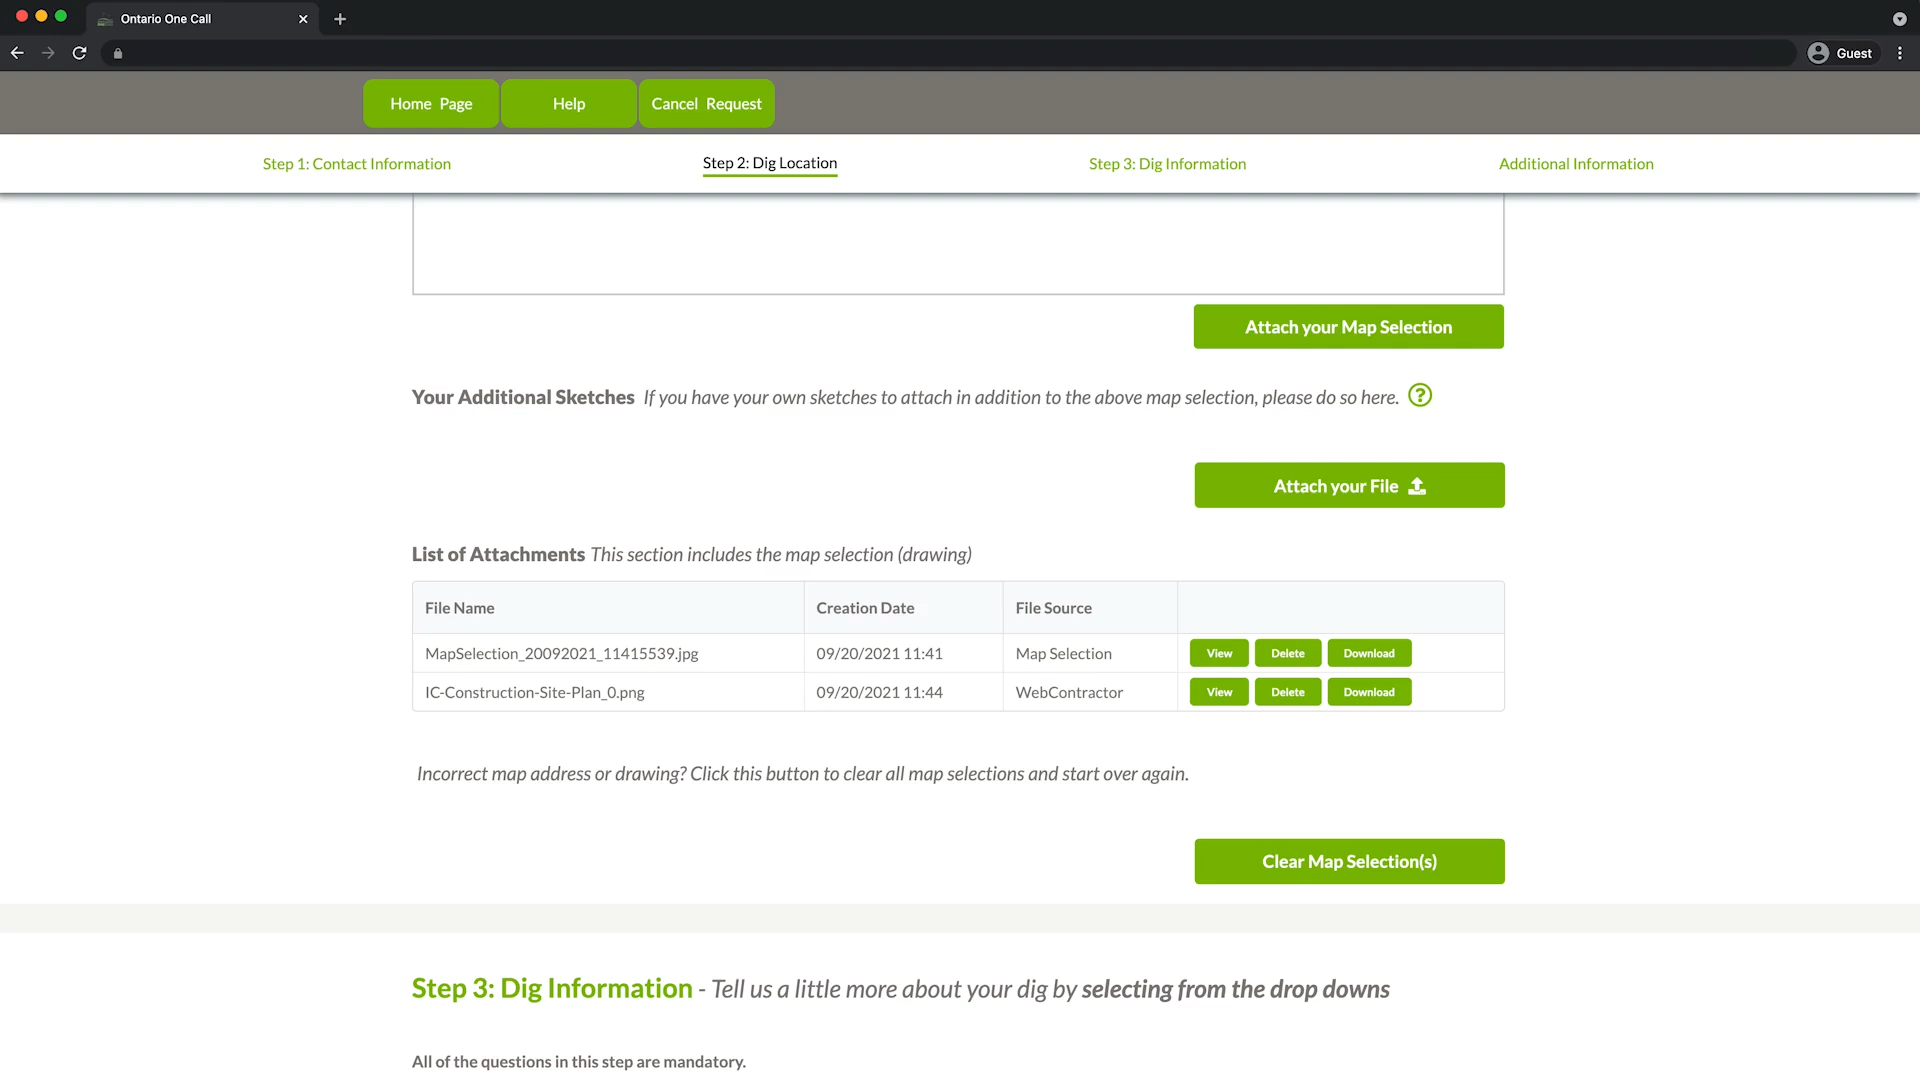 Ontario One Call
Guest
Home Page
Help
Cancel Request
Step 1: Contact Information
Step 2: Dig Location
Step 3: Dig Information
Additional Information
Attach your Map Selection
Your Additional Sketches If you have your own sketches to attach in addition to the above map selection, please do so here.
Attach your File
List of Attachments This section includes the map selection (drawing)
File Name Creation Date File Source
MapSelection_20092021_11415539.jpg 09/20/2021 11:41 Map Selection View Delete Download
IC-Construction-Site-Plan_0.png 09/20/2021 11:44 WebContractor View Delete Download
Incorrect map address or drawing? Click this button to clear all map selections and start over again.
Clear Map Selection(s)
Step 3: Dig Information - Tell us a little more about your dig by selecting from the drop downs
All of the questions in this step are mandatory.